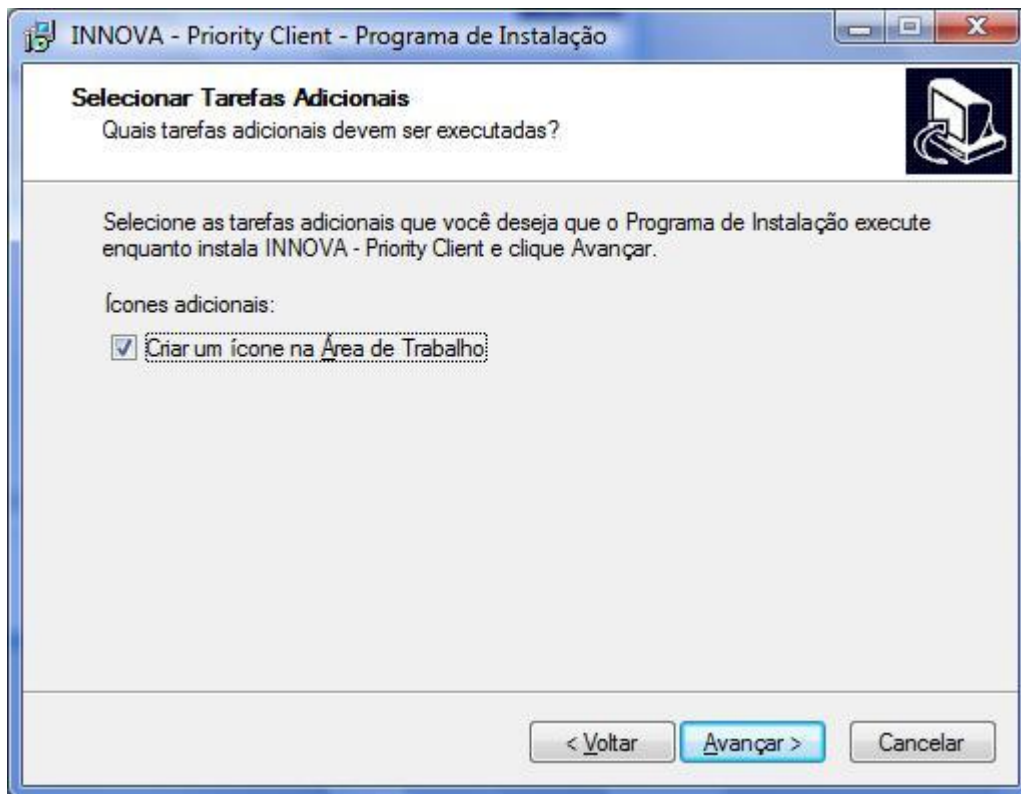 INNOVA - Priority Client - Programa de Instalação
Selecionar Tarefas Adicionais
Quais tarefas adicionais devem ser executadas?
Selecione as tarefas adicionais que você deseja que o Programa de Instalação execute
enquanto instala INNOVA - Priority Client e clique Avançar.
Ícones adicionais:
Criar um ícone na Área de Trabalho
< Voltar
Avançar >
Cancelar